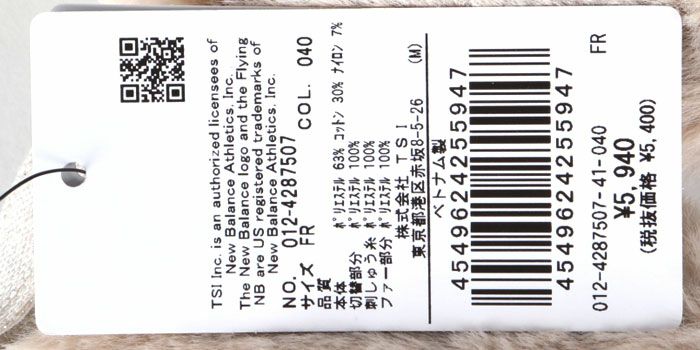 TSI Inc. is an authorized licensees of
New Balance Athletics, Inc.
The New Balance logo and the Flying
NB are US registered trademarks of
New Balance Athletics, Inc.
NO. 012-4287507
サイズ FR COL. 040
品質
本体 ポリエステル 63% コットン 30% ナイロン 7%
切替部分 ポリエステル 100%
刺しゅう糸 ポリエステル 100%
ファー部分 ポリエステル 100%
株式会社 TSI
東京都港区赤坂8-5-26 (M)
ベトナム製
4549624255947
4549624255947
FR
012-4287507-41-040
¥5,940
(税抜価格 ¥5,400)